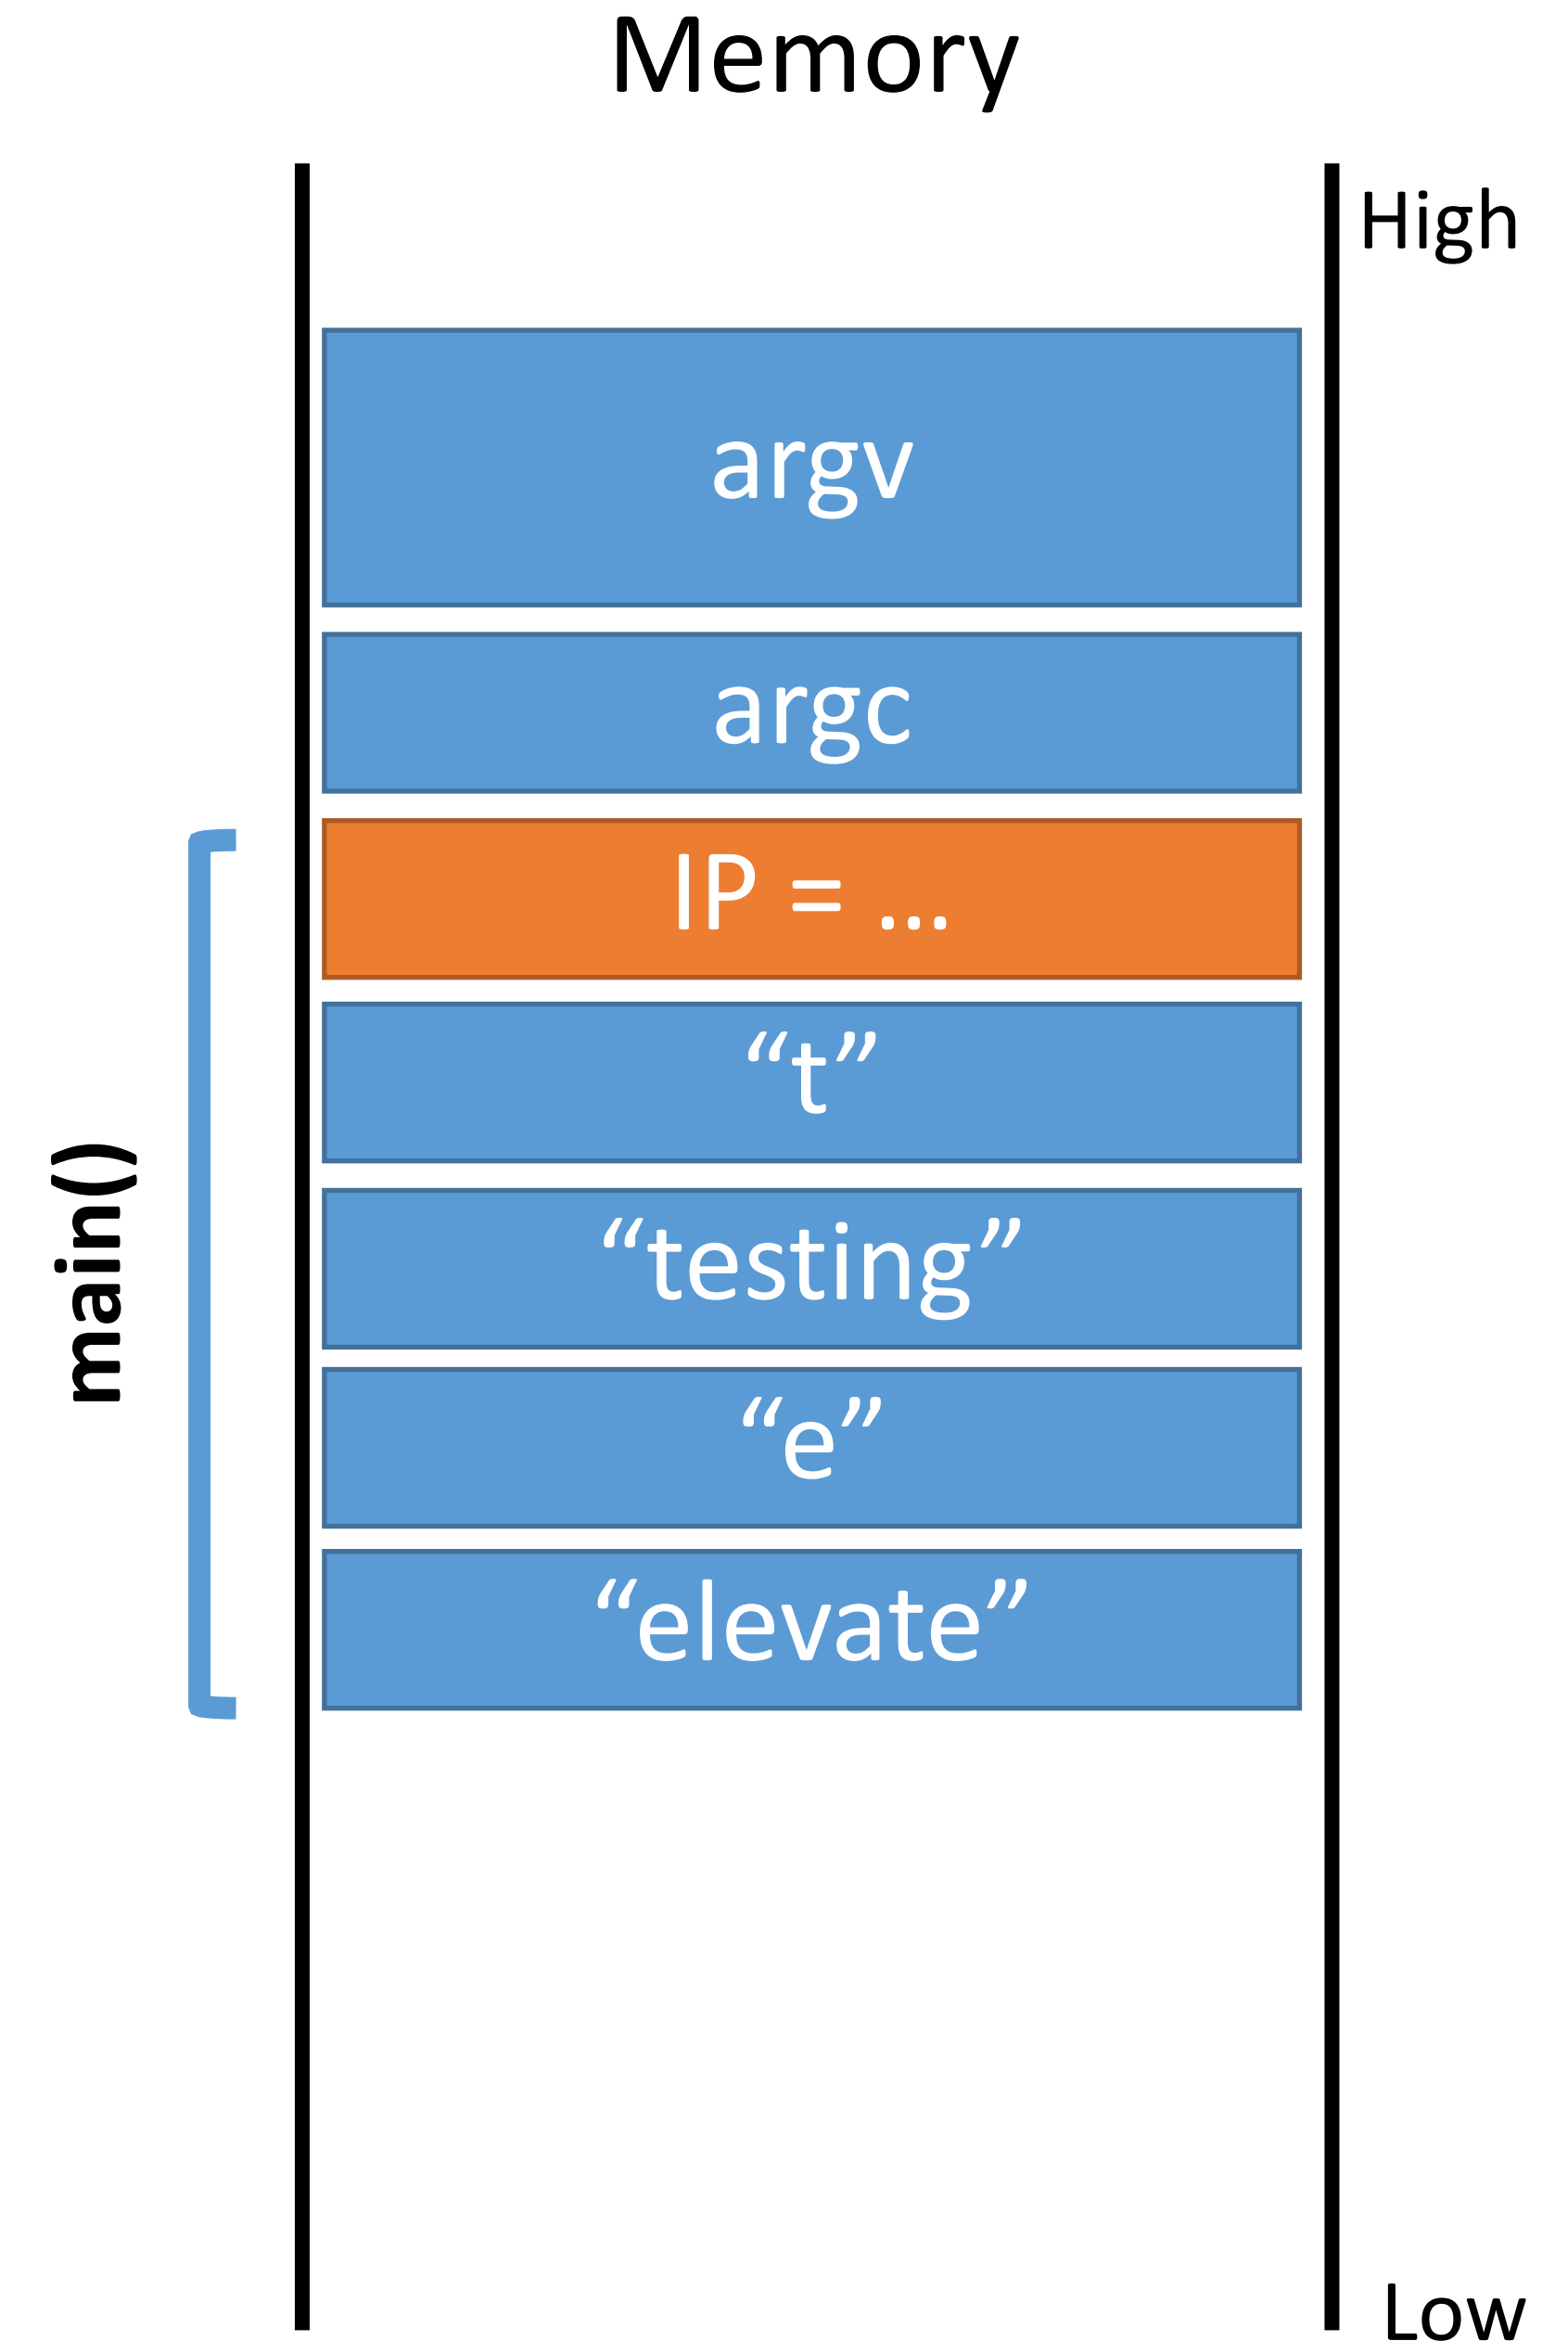 Memory
High
argv
argc
IP = …
“t”
“testing”
main()
“e”
“elevate”
Low